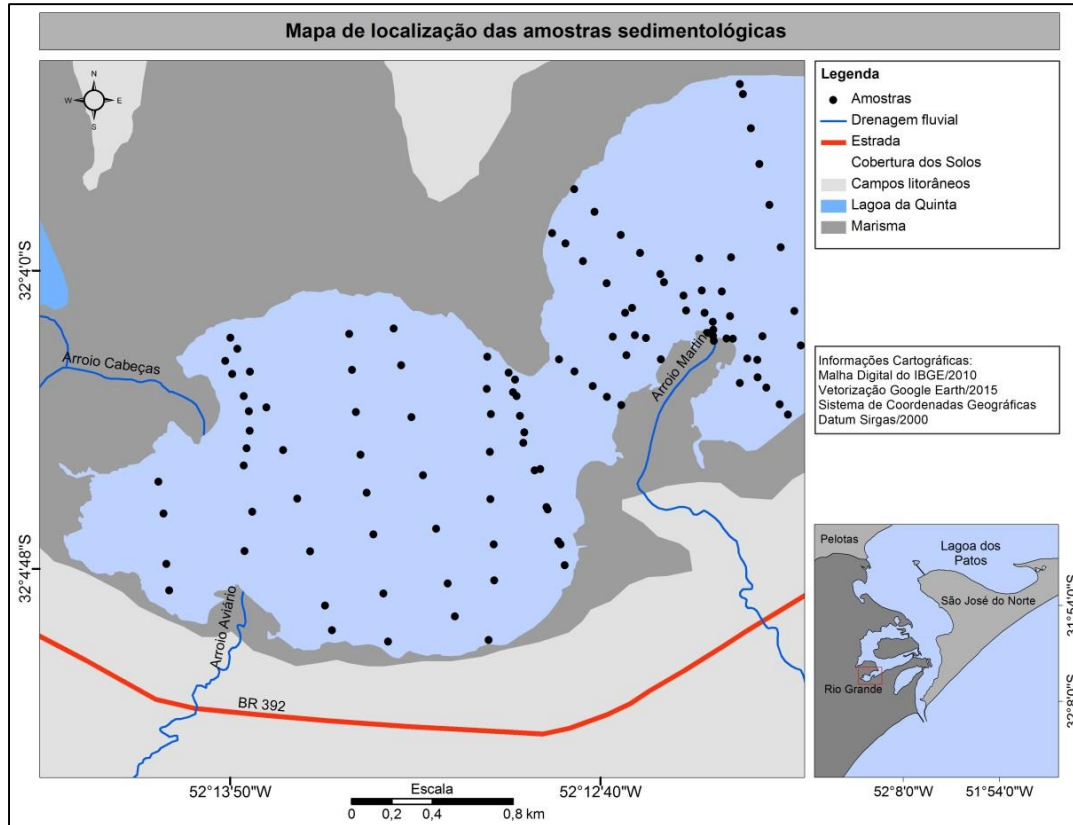 Mapa de localização das amostras sedimentológicas
N
W
E
S
Legenda
Amostras
Drenagem fluvial
Estrada
Cobertura dos Solos
Campos litorâneos
Lagoa da Quinta
Marisma
32°4'0"S
32°4'48"S
Arroio Cabeças
Arroio Martins
Arroio Aviário
BR 392
Informações Cartográficas:
Malha Digital do IBGE/2010
Vetorização Google Earth/2015
Sistema de Coordenadas Geográficas
Datum Sirgas/2000
Pelotas
Lagoa dos
Patos
São José do Norte
Rio Grande
31°54'0"S
32°8'0"S
52°8'0"W
51°54'0"W
52°13'50"W
52°12'40"W
Escala
0 0,2 0,4 0,8 km